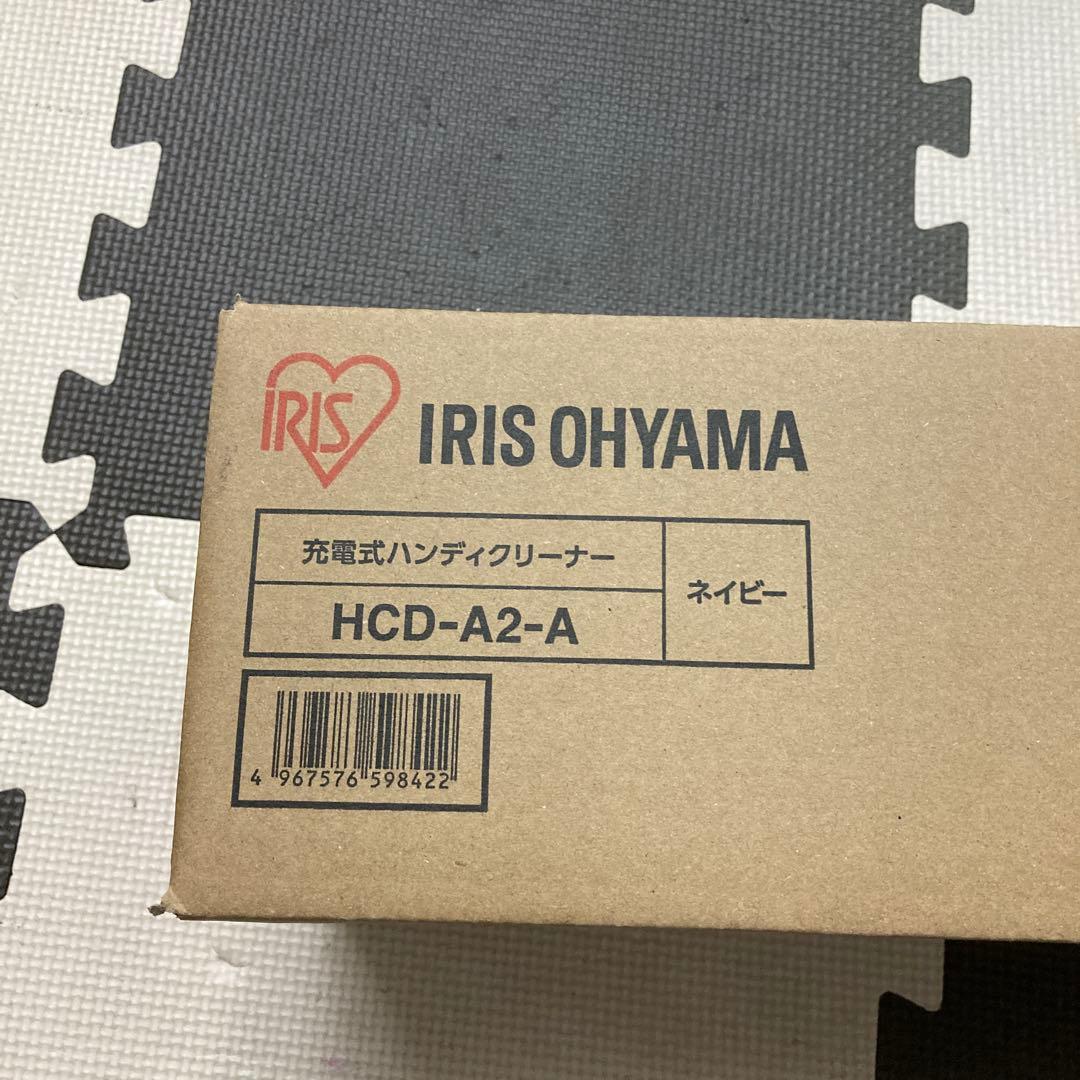 IRIS
IRIS OHYAMA
充電式ハンディクリーナー
HCD-A2-A
ネイビー
4 967576 598422